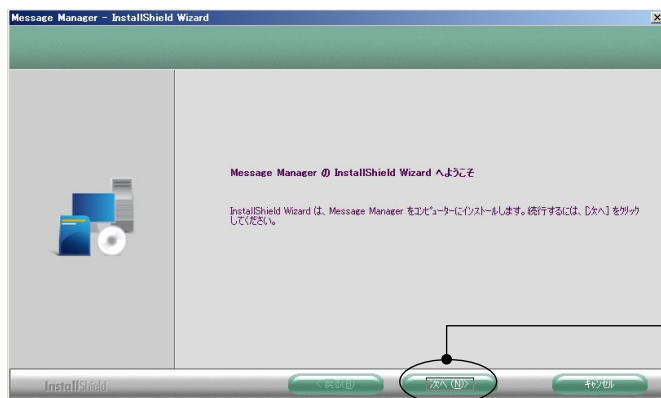 Message Manager - InstallShield Wizard
Message Manager の InstallShield Wizard へようこそ
InstallShield Wizard は、Message Manager をコンピューターにインストールします。続行するには、[次へ] をクリック
してください。
InstallShield
< 戻る(B)
次へ(N)>
キャンセル